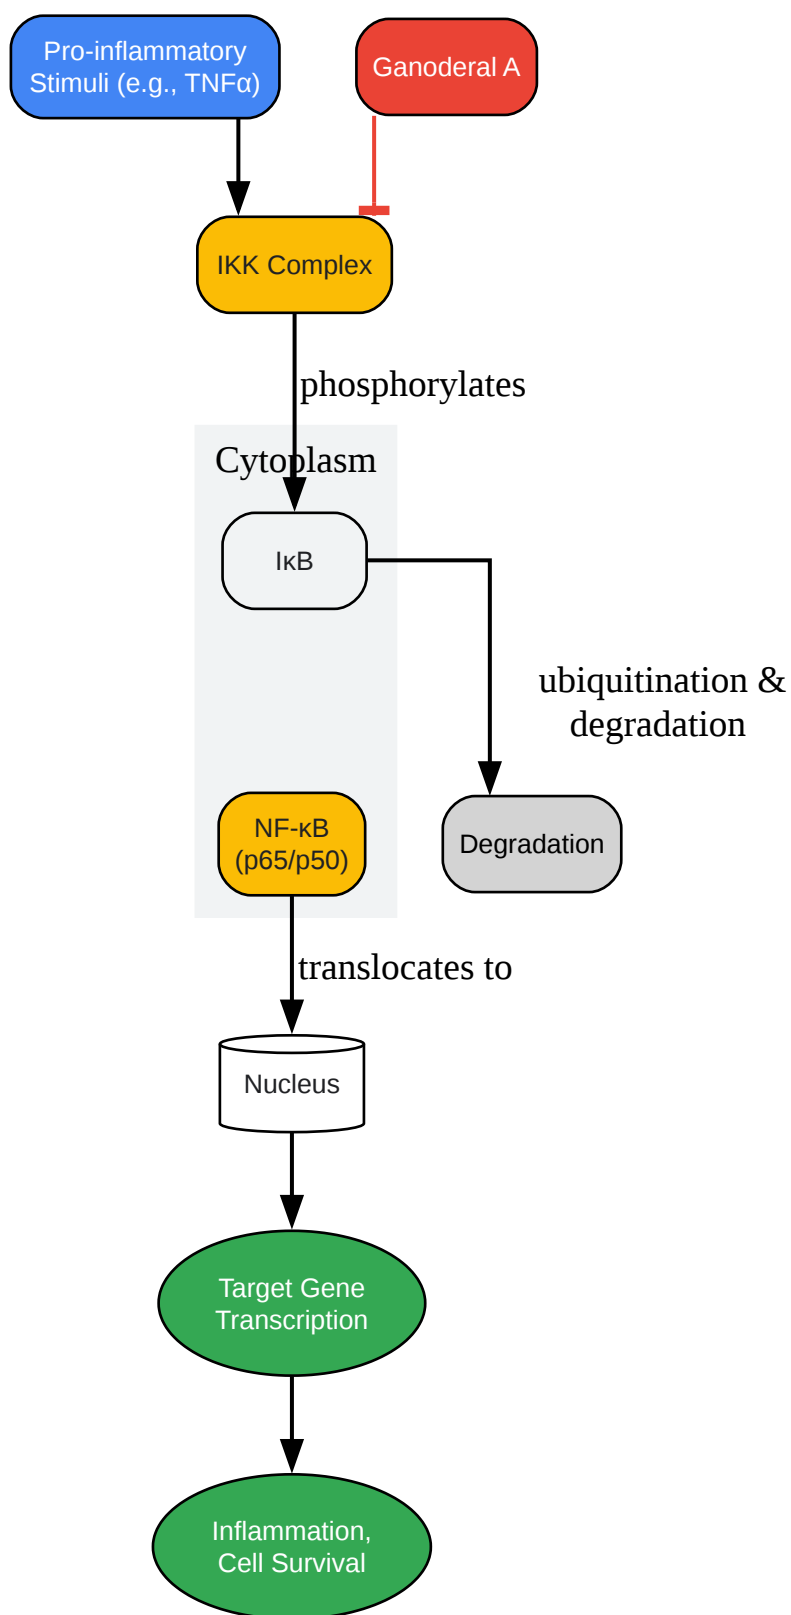 Pro-inflammatory
Stimuli (e.g., TNFα)
Ganoderal A
IKK Complex
phosphorylates
Cytoplasm
IκB
ubiquitination &
degradation
NF-κB
(p65/p50)
Degradation
translocates to
Nucleus
Target Gene
Transcription
Inflammation,
Cell Survival